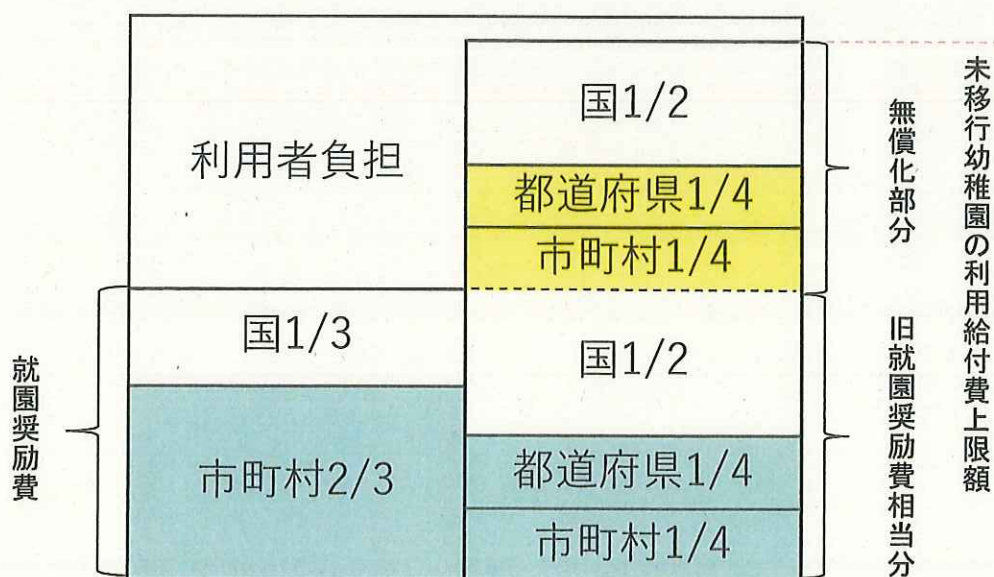 就園奨励費
利用者負担
国1/3
市町村2/3
国1/2
都道府県1/4
市町村1/4
国1/2
都道府県1/4
市町村1/4
無償化部分
旧就園奨励費相当分
未移行幼稚園の利用給付費上限額